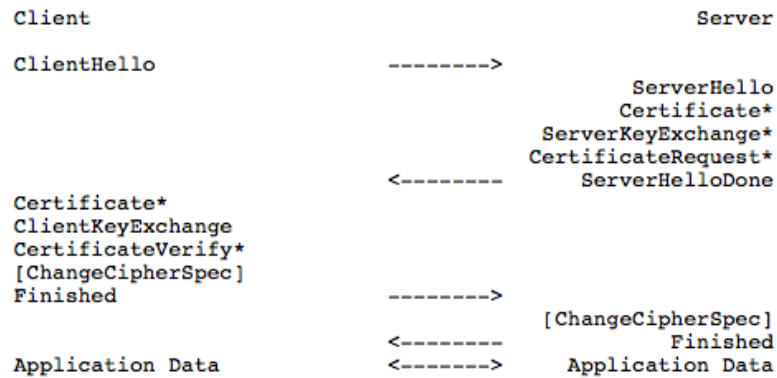 Client Server
ClientHello -------->
ServerHello
Certificate*
ServerKeyExchange*
CertificateRequest*
<-------- ServerHelloDone
Certificate*
ClientKeyExchange
CertificateVerify*
[ChangeCipherSpec]
Finished -------->
[ChangeCipherSpec]
<-------- Finished
Application Data <-------> Application Data